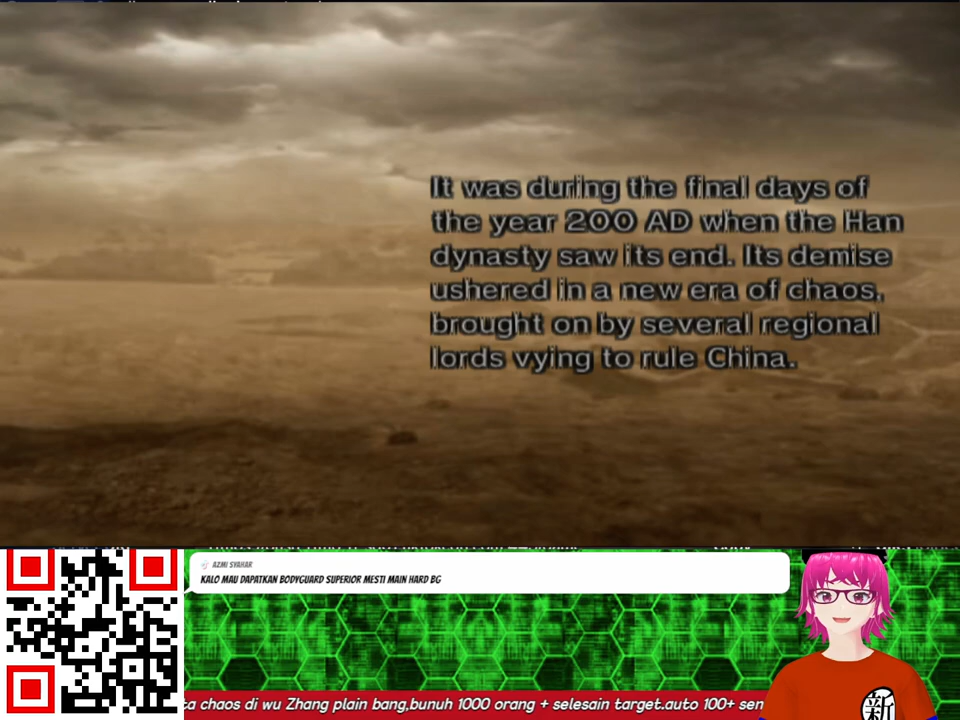 It was during the final days of
the year 200 AD when the Han
dynasty saw its end. Its demise
ushered in a new era of chaos,
brought on by several regional
lords vying to rule China.
AZMI SYAHAR
KALO MAU DAPATKAN BODYGUARD SUPERIOR MESTI MAIN HARD BG
ta chaos di wu Zhang plain bang,bunuh 1000 orang + selesain target.auto 100+ sen
新